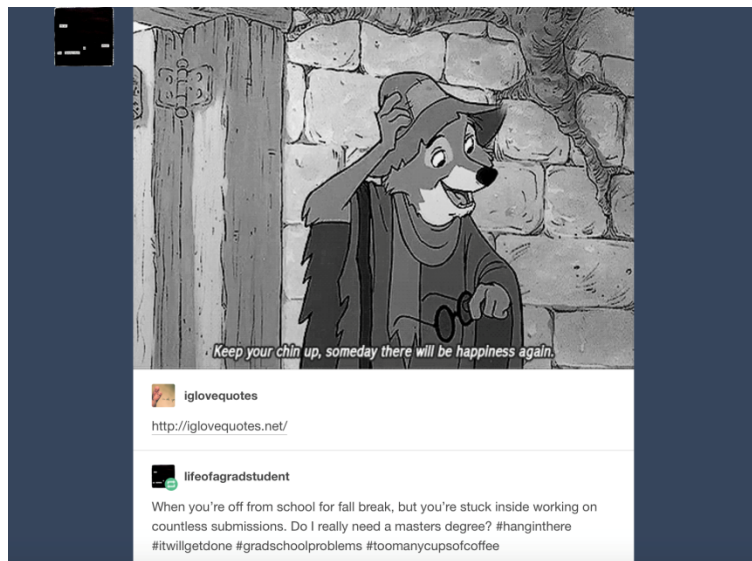 Keep your chin up, someday there will be happiness again.
iglovequotes
http://iglovequotes.net/
lifeofagradstudent
When you’re off from school for fall break, but you’re stuck inside working on
countless submissions. Do I really need a masters degree? #hanginthere
#itwillgetdone #gradschoolproblems #toomanycupsofcoffee